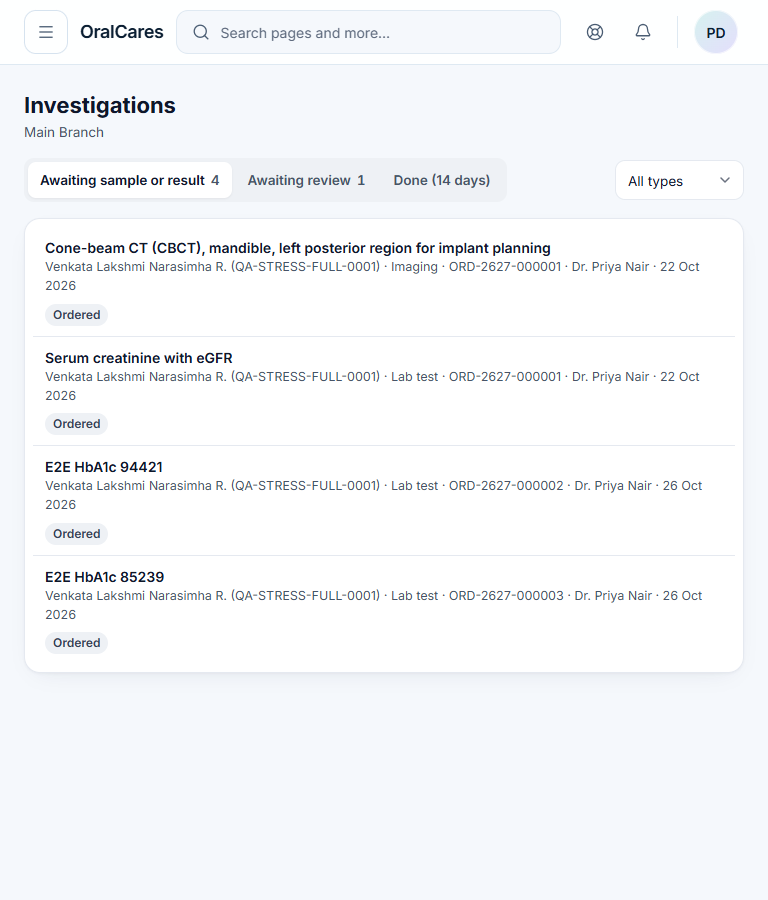 OralCares
Search pages and more...
PD
Investigations
Main Branch
Awaiting sample or result 4
Awaiting review 1
Done (14 days)
All types
Cone-beam CT (CBCT), mandible, left posterior region for implant planning
Venkata Lakshmi Narasimha R. (QA-STRESS-FULL-0001) · Imaging · ORD-2627-000001 · Dr. Priya Nair · 22 Oct
2026
Ordered
Serum creatinine with eGFR
Venkata Lakshmi Narasimha R. (QA-STRESS-FULL-0001) · Lab test · ORD-2627-000001 · Dr. Priya Nair · 22 Oct
2026
Ordered
E2E HbA1c 94421
Venkata Lakshmi Narasimha R. (QA-STRESS-FULL-0001) · Lab test · ORD-2627-000002 · Dr. Priya Nair · 26 Oct
2026
Ordered
E2E HbA1c 85239
Venkata Lakshmi Narasimha R. (QA-STRESS-FULL-0001) · Lab test · ORD-2627-000003 · Dr. Priya Nair · 26 Oct
2026
Ordered